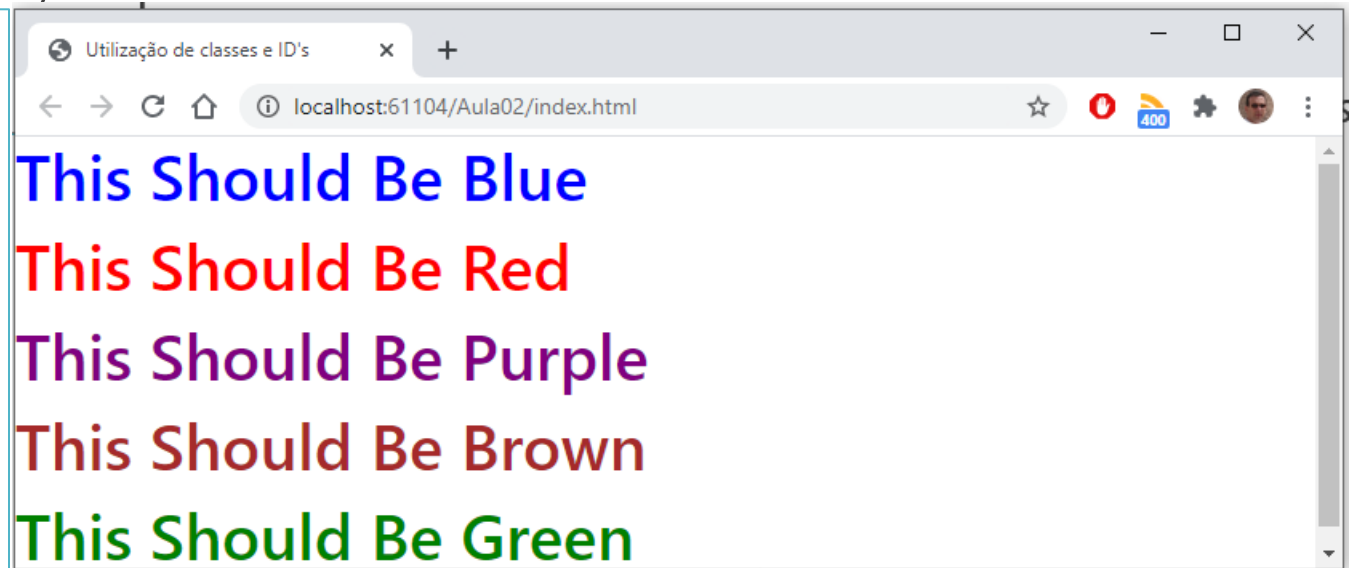 Utilização de classes e ID's
localhost:61104/Aula02/index.html
400
This Should Be Blue
This Should Be Red
This Should Be Purple
This Should Be Brown
This Should Be Green